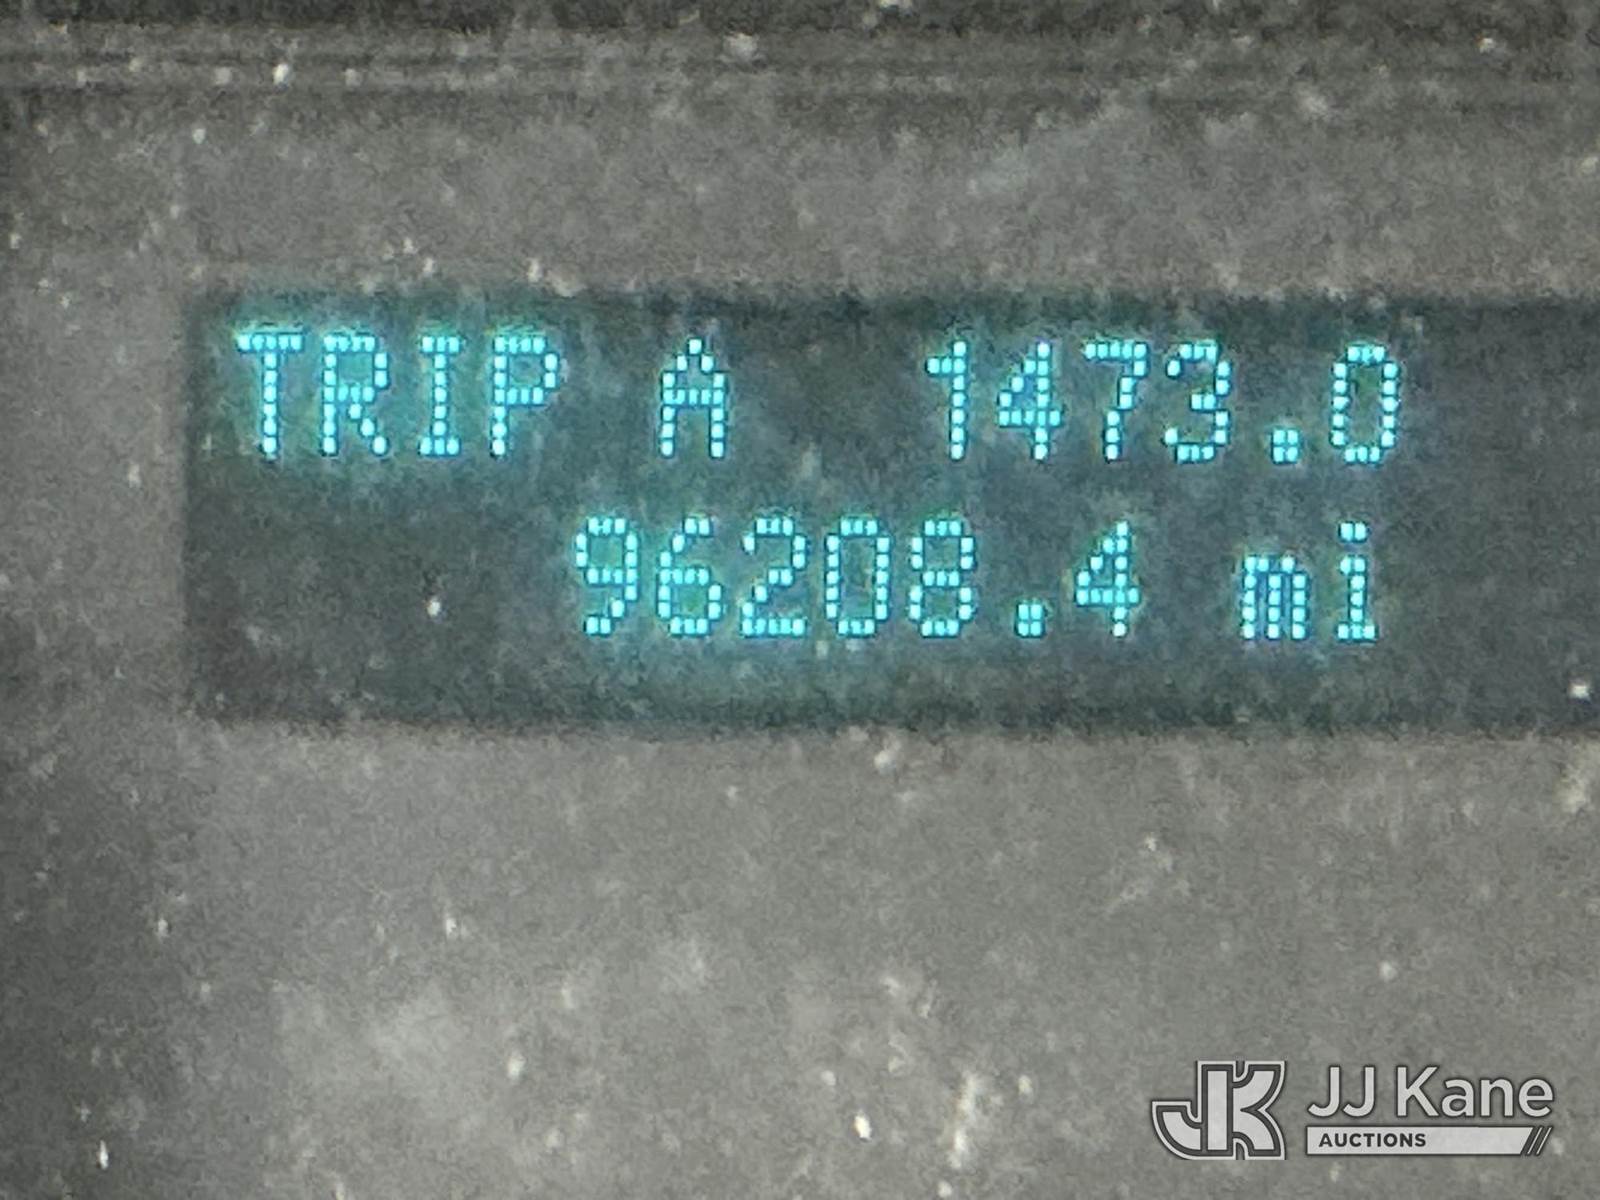 TRIP A 1473.0
96208.4 mi
JK JJ Kane
AUCTIONS